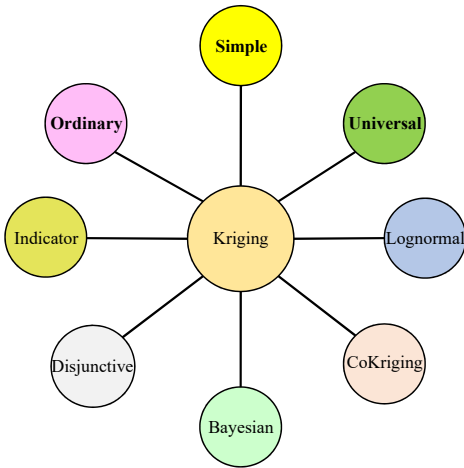 Simple
Ordinary
Universal
Indicator
Kriging
Lognormal
Disjunctive
CoKriging
Bayesian